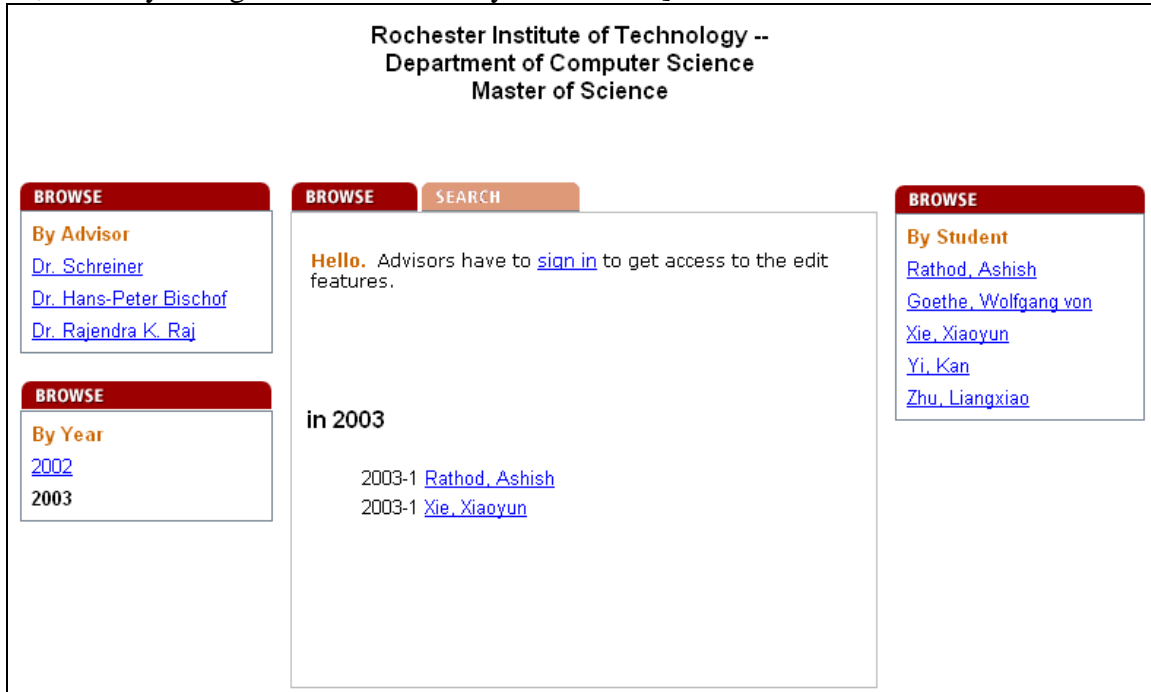 Rochester Institute of Technology --
Department of Computer Science
Master of Science
BROWSE
By Advisor
Dr. Schreiner
Dr. Hans-Peter Bischof
Dr. Rajendra K. Raj
BROWSE
By Year
2002
2003
BROWSE
SEARCH
Hello. Advisors have to sign in to get access to the edit
features.
in 2003
2003-1 Rathod, Ashish
2003-1 Xie, Xiaoyun
BROWSE
By Student
Rathod, Ashish
Goethe, Wolfgang von
Xie, Xiaoyun
Yi, Kan
Zhu, Liangxiao